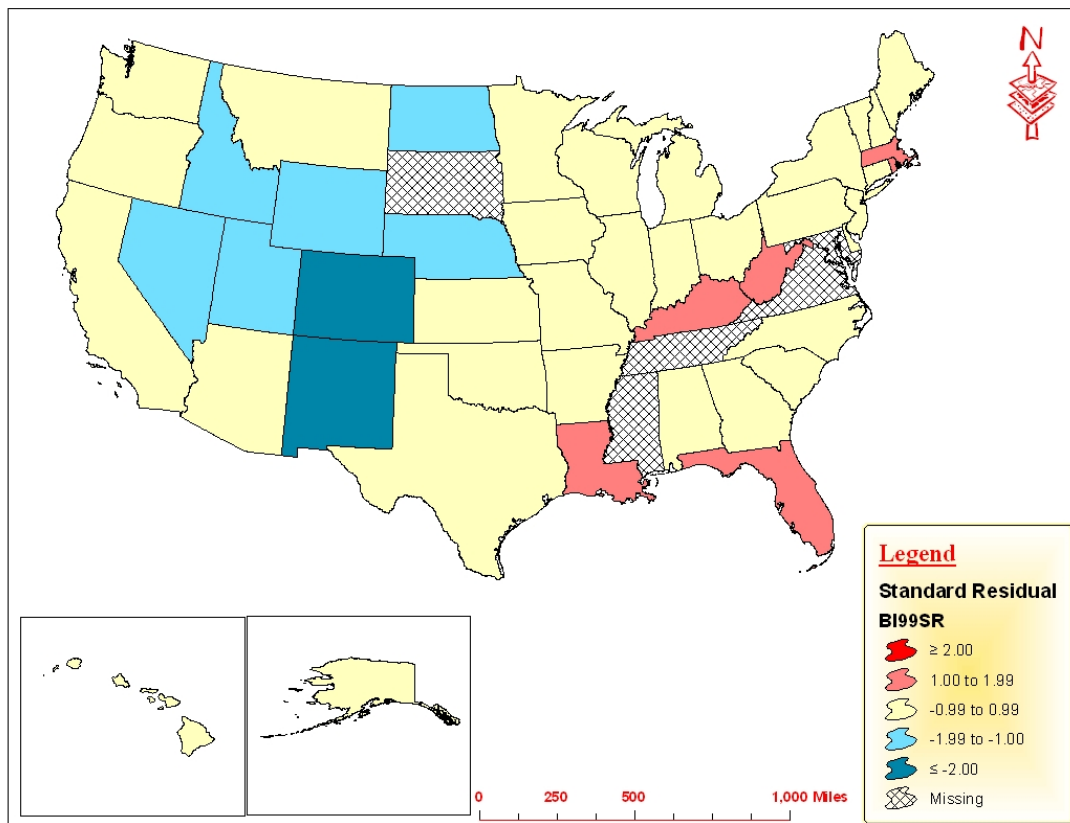 N
Legend
Standard Residual
BI99SR
≥ 2.00
1.00 to 1.99
-0.99 to 0.99
-1.99 to -1.00
≤ -2.00
Missing
0 250 500 1,000 Miles